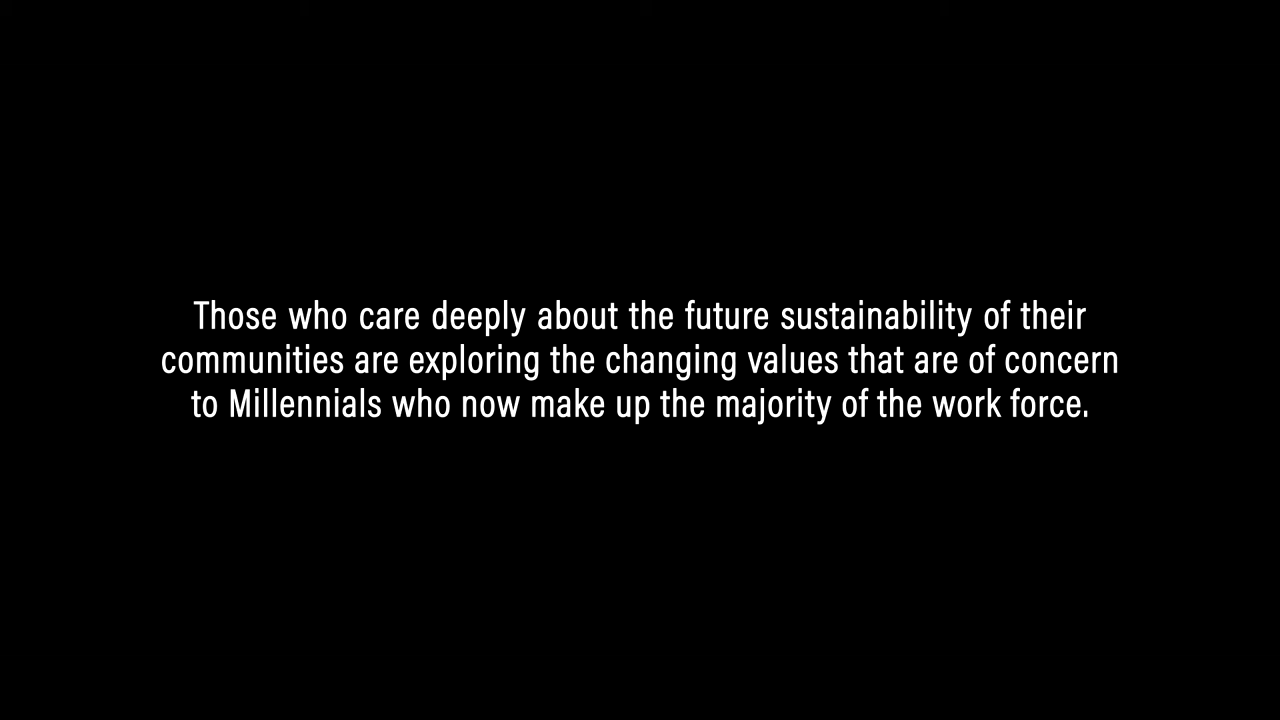 Those who care deeply about the future sustainability of their
communities are exploring the changing values that are of concern
to Millennials who now make up the majority of the work force.